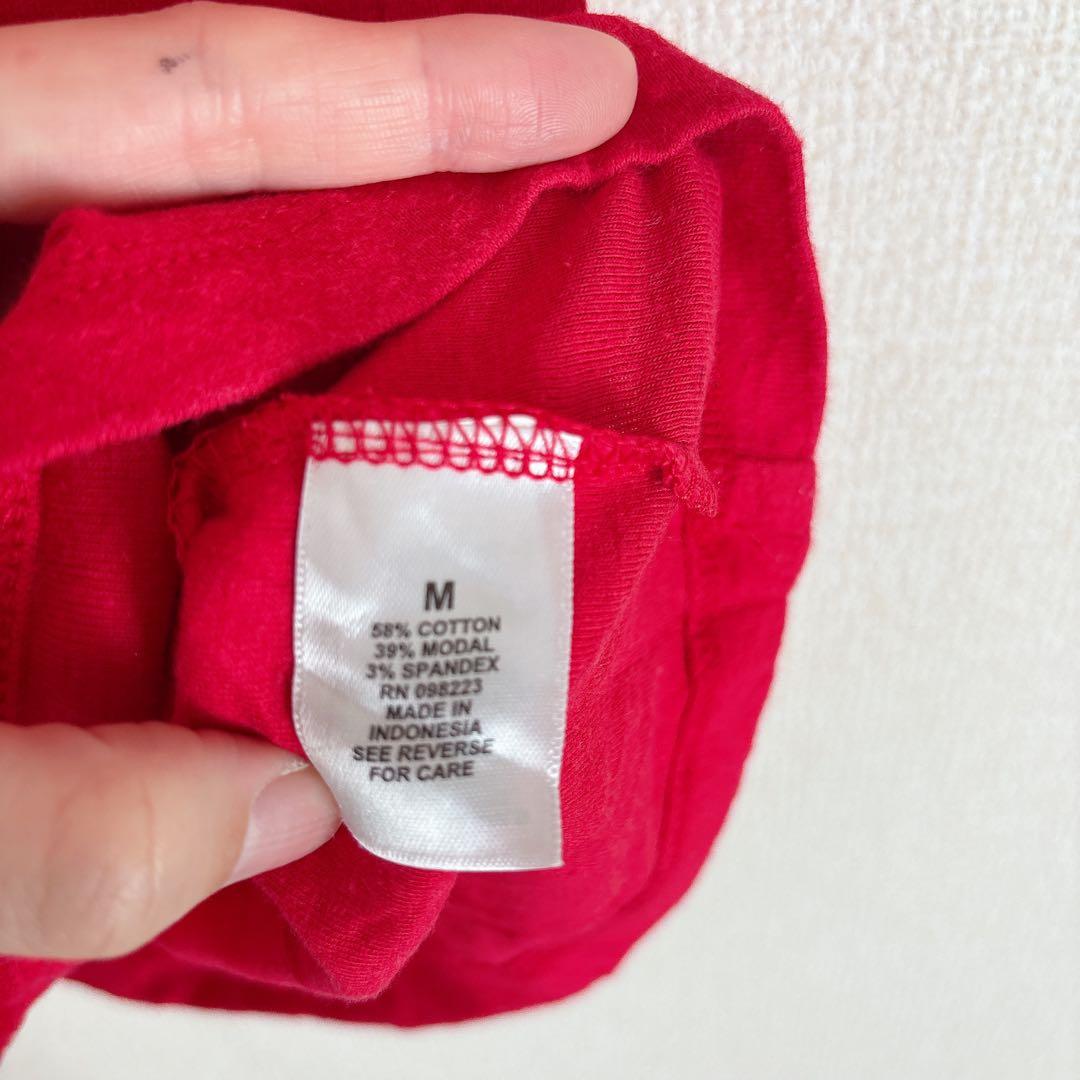 M
58% COTTON
39% MODAL
3% SPANDEX
RN 098223
MADE IN
INDONESIA
SEE REVERSE
FOR CARE